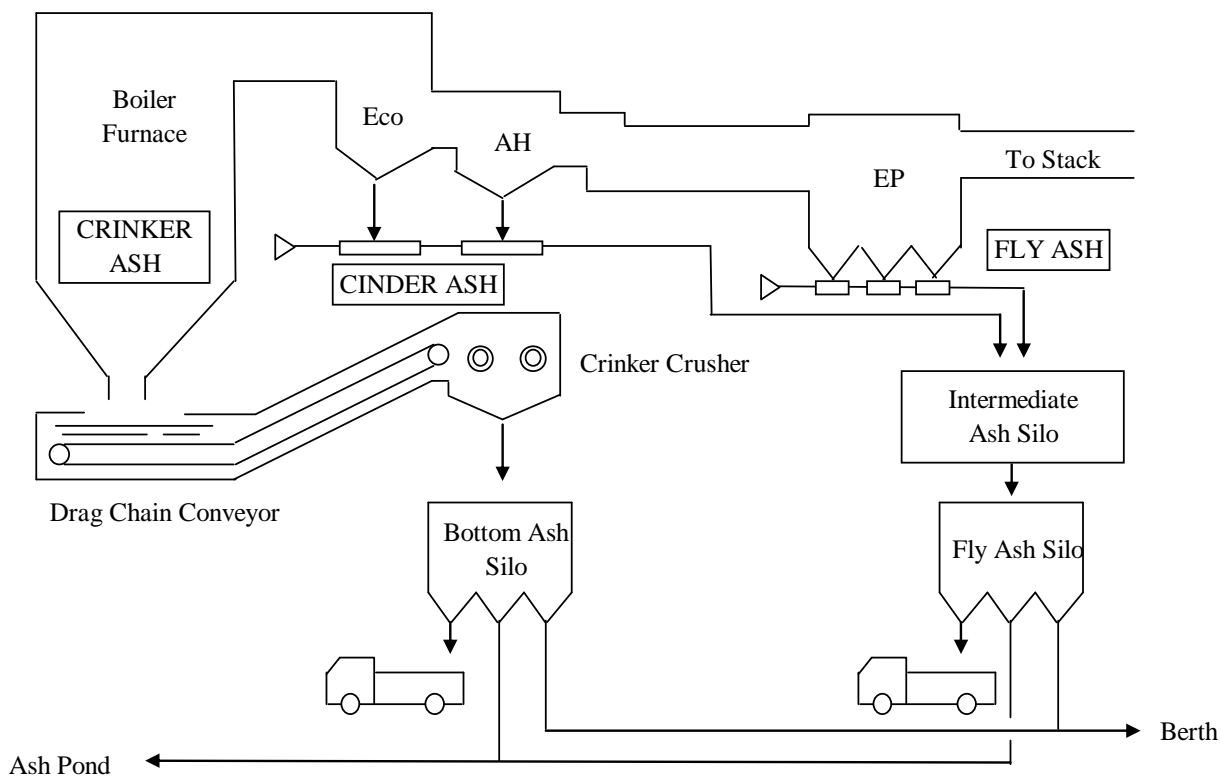 Boiler
Furnace
Eco
AH
EP
To Stack
CRINKER
ASH
CINDER ASH
FLY ASH
Crinker Crusher
Intermediate
Ash Silo
Drag Chain Conveyor
Bottom Ash
Silo
Fly Ash Silo
Berth
Ash Pond